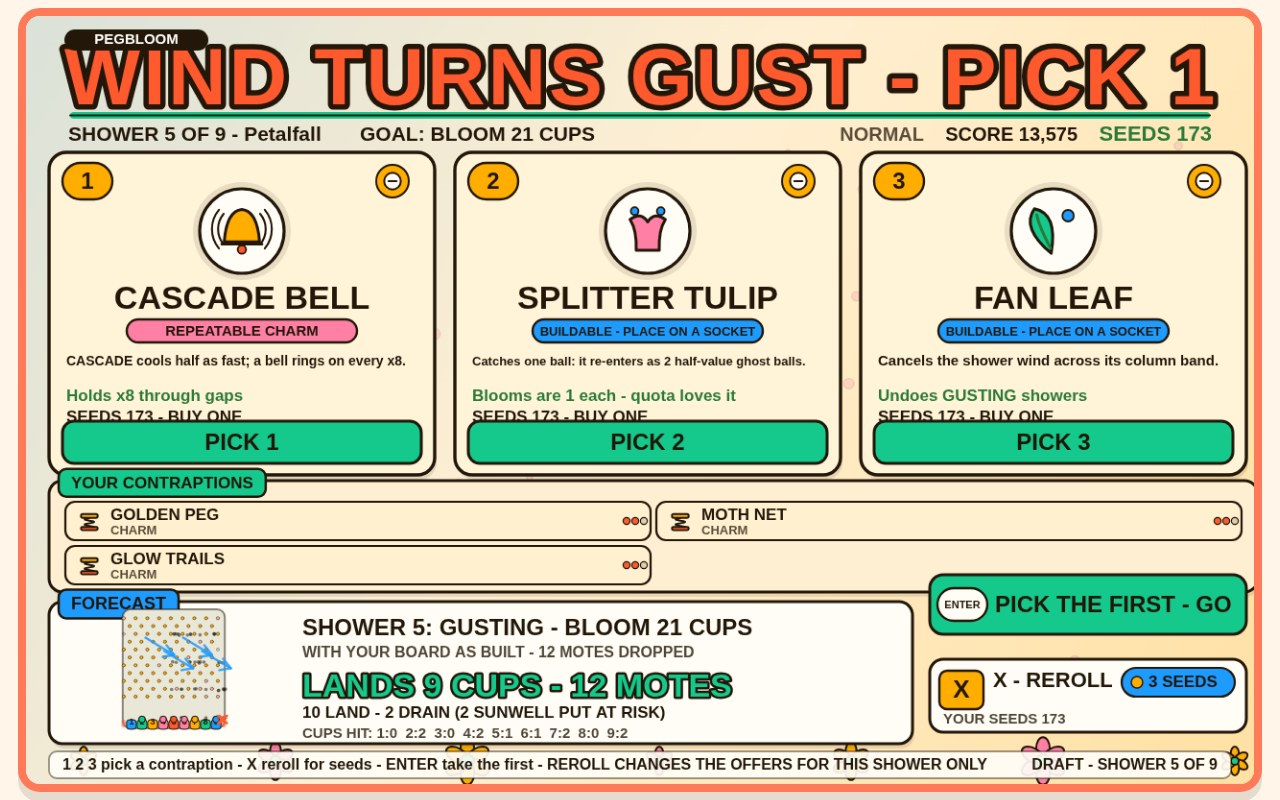 PEGBLOOM
WIND TURNS GUST - PICK 1
SHOWER 5 OF 9 - Petalfall GOAL: BLOOM 21 CUPS NORMAL SCORE 13,575 SEEDS 173
1
CASCADE BELL
REPEATABLE CHARM
CASCADE cools half as fast; a bell rings on every x8.
Holds x8 through gaps
SEEDS 173 - BUY ONE
PICK 1
2
SPLITTER TULIP
BUILDABLE - PLACE ON A SOCKET
Catches one ball: it re-enters as 2 half-value ghost balls.
Blooms are 1 each - quota loves it
SEEDS 173 - BUY ONE
PICK 2
3
FAN LEAF
BUILDABLE - PLACE ON A SOCKET
Cancels the shower wind across its column band.
Undoes GUSTING showers
SEEDS 173 - BUY ONE
PICK 3
YOUR CONTRAPTIONS
GOLDEN PEG
CHARM
MOTH NET
CHARM
GLOW TRAILS
CHARM
FORECAST
SHOWER 5: GUSTING - BLOOM 21 CUPS
WITH YOUR BOARD AS BUILT - 12 MOTES DROPPED
LANDS 9 CUPS - 12 MOTES
10 LAND - 2 DRAIN (2 SUNWELL PUT AT RISK)
CUPS HIT: 1:0 2:2 3:0 4:2 5:1 6:1 7:2 8:0 9:2
ENTER PICK THE FIRST - GO
X X - REROLL 3 SEEDS
YOUR SEEDS 173
1 2 3 pick a contraption - X reroll for seeds - ENTER take the first - REROLL CHANGES THE OFFERS FOR THIS SHOWER ONLY DRAFT - SHOWER 5 OF 9